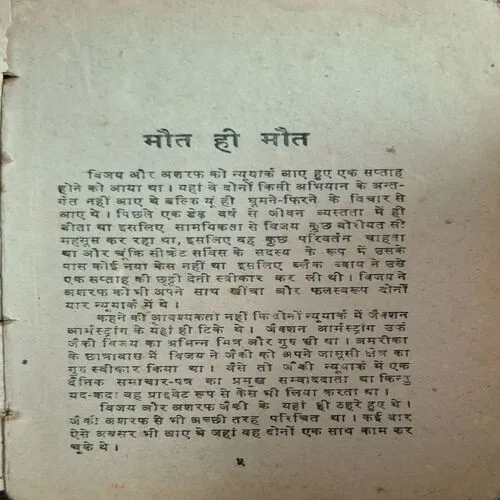 मौत ही मौत
विजय और अशरफ को न्यूयार्क आए हुए एक सप्ताह
होने को आया था। यहां वे दोनों किसी अभियान के अन्त-
र्गत नहीं आए थे बल्कि यूं ही घूमने-फिरने के विचार से
आए थे। पिछले एक डेढ़ वर्ष से जीवन व्यस्तता में ही
बीता था इसलिए सामयिकता से विजय कुछ बोरीयत सी
महसूस कर रहा था, इसलिए वह कुछ परिवर्तन चाहता
था और चूंकि सीक्रेट सर्विस के सदस्य के रूप में उसके
पास कोई नया केस नहीं था इसलिए ब्लैक ब्वाय ने उसे
एक सप्ताह की छुट्टी देनी स्वीकार कर ली थी। विजय ने
अशरफ को भी अपने साथ खींचा और फलस्वरूप दोनों
यार न्यूयार्क में थे।
कहने की आवश्यकता नहीं कि दोनों न्यूयार्क में जैक्शन
आर्मस्ट्रांग के यहां ही टिके थे। जैक्शन आर्मस्ट्रांग उर्फ
जैकी विजय का अभिन्न मित्र और गुरु भी था। अमरीका
के छात्रावास में विजय ने जैकी को अपने जासूसी क्षेत्र का
गुरु स्वीकार किया था। वैसे तो जैकी न्यूयार्क में एक
दैनिक समाचार-पत्र का प्रमुख सम्वाददाता था किन्तु
यद-कदा वह प्राइवेट रूप से केस भी लिया करता था।
विजय और अशरफ जैकी के यहां ही ठहरे हुए थे।
जैकी अशरफ से भी अच्छी तरह परिचित था। कई बार
ऐसे अवसर भी आए थे जहां वह दोनों एक साथ काम कर
चूके थे।
५